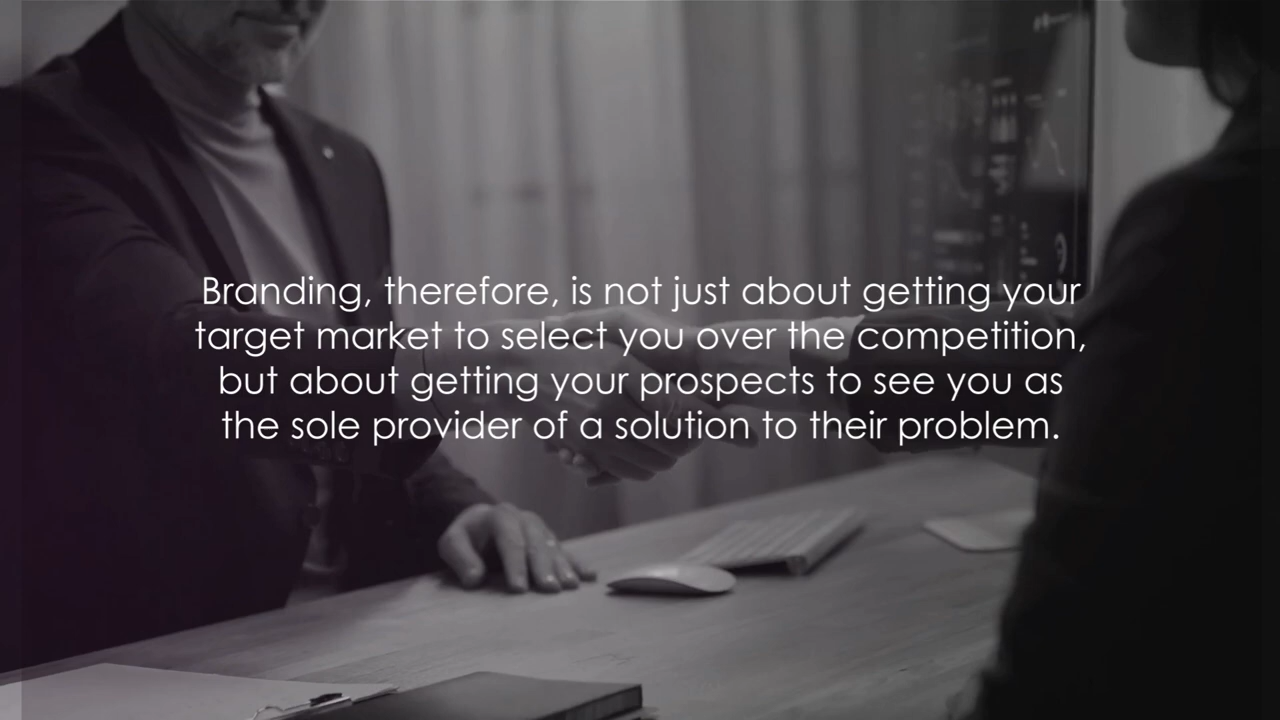 Branding, therefore, is not just about getting your
target market to select you over the competition,
but about getting your prospects to see you as
the sole provider of a solution to their problem.